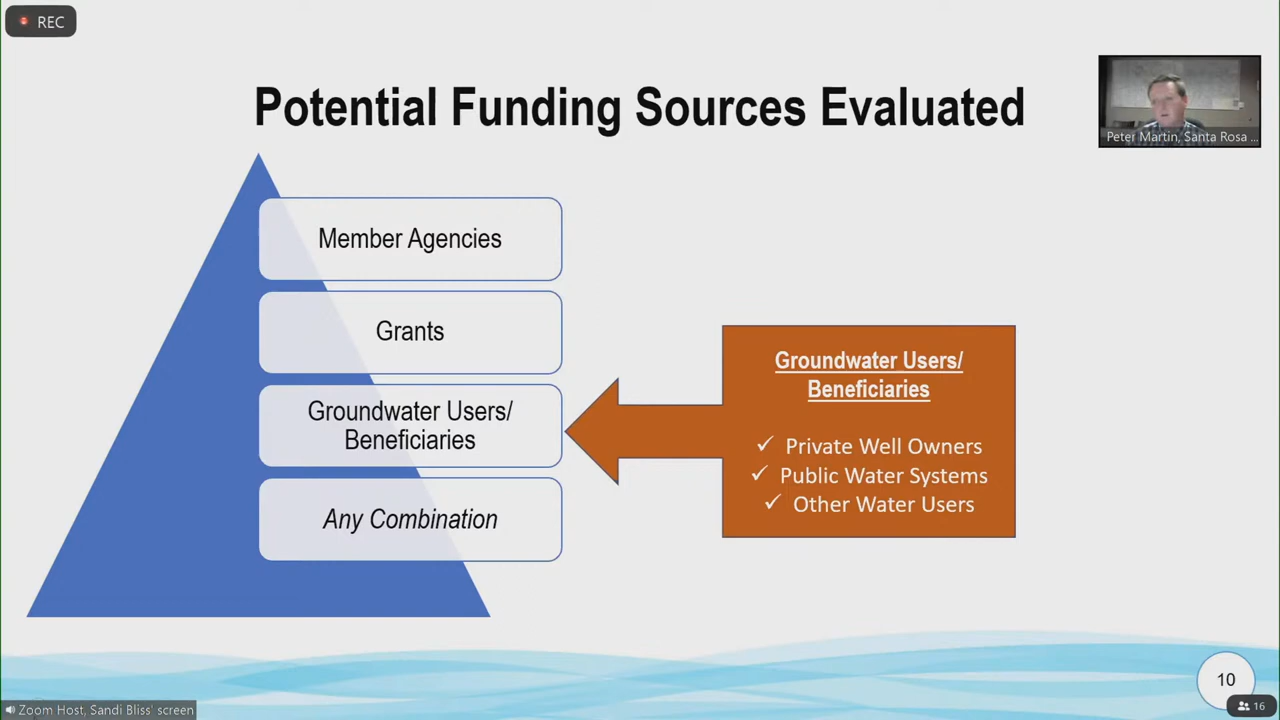 REC
Potential Funding Sources Evaluated
Peter Martin, Santa Rosa ...
Member Agencies
Grants
Groundwater Users/
Beneficiaries
Any Combination
Groundwater Users/
Beneficiaries
✓ Private Well Owners
✓ Public Water Systems
✓ Other Water Users
10
Zoom Host, Sandi Bliss' screen
16